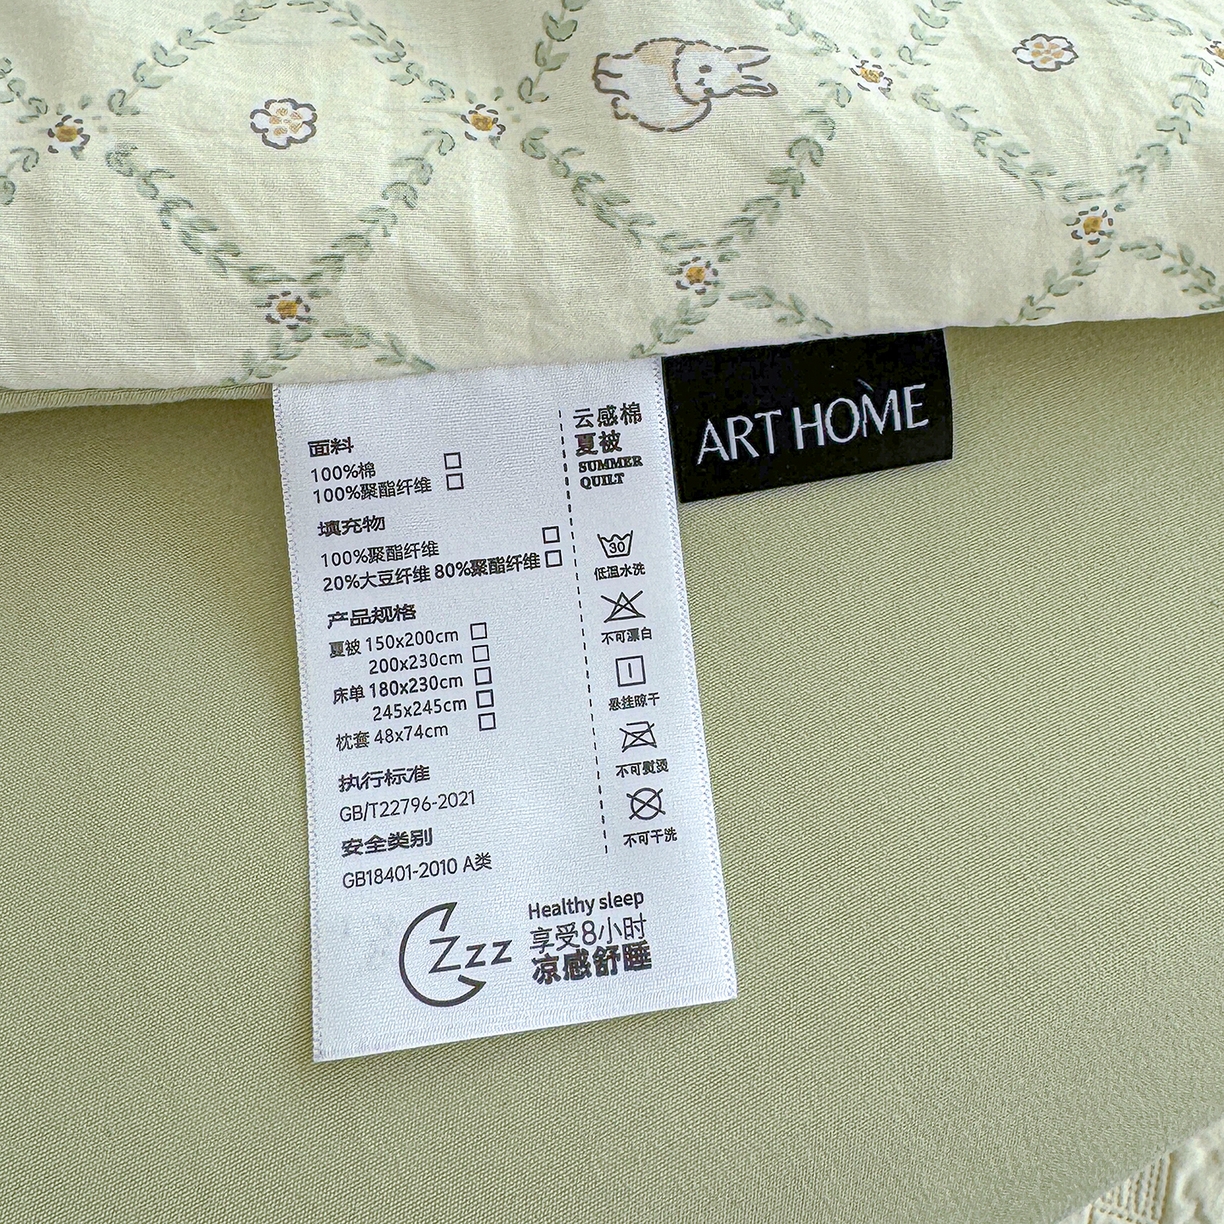 面料
100%棉
100%聚酯纤维
填充物
100%聚酯纤维
20%大豆纤维 80%聚酯纤维
产品规格
夏被 150x200cm
200x230cm
床单 180x230cm
245x245cm
枕套 48x74cm
执行标准
GB/T22796-2021
安全类别
GB18401-2010 A类
云感棉
夏被
SUMMER
QUILT
30
低温水洗
不可漂白
悬挂晾干
不可熨烫
不可干洗
Zzzz
Healthy sleep
享受8小时
凉感舒睡
ART HOME